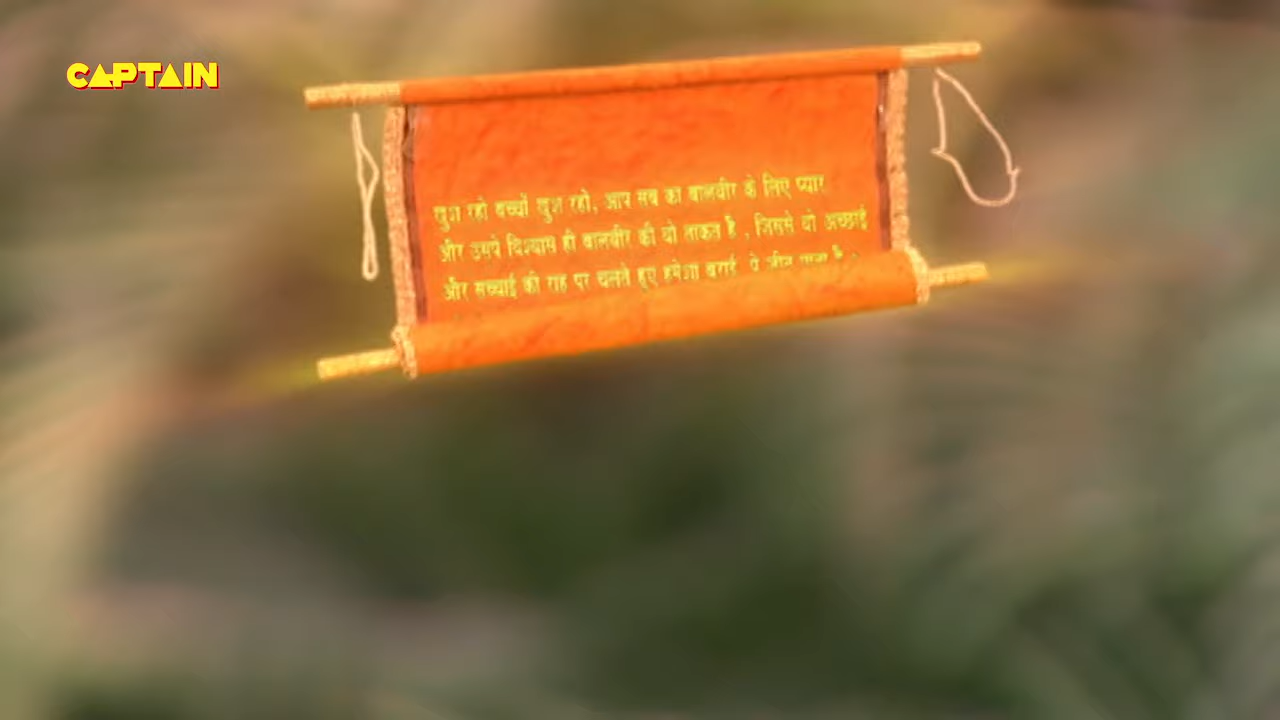 CAPTAIN
खुश रहो बच्चों खुश रहो, आप सब का बालवीर के लिए प्यार
और उसपे विश्वास ही बालवीर की वो ताकत है , जिससे वो अच्छाई
और सच्चाई की राह पर चलते हुए हमेशा बुराई पे जीत पाता है .